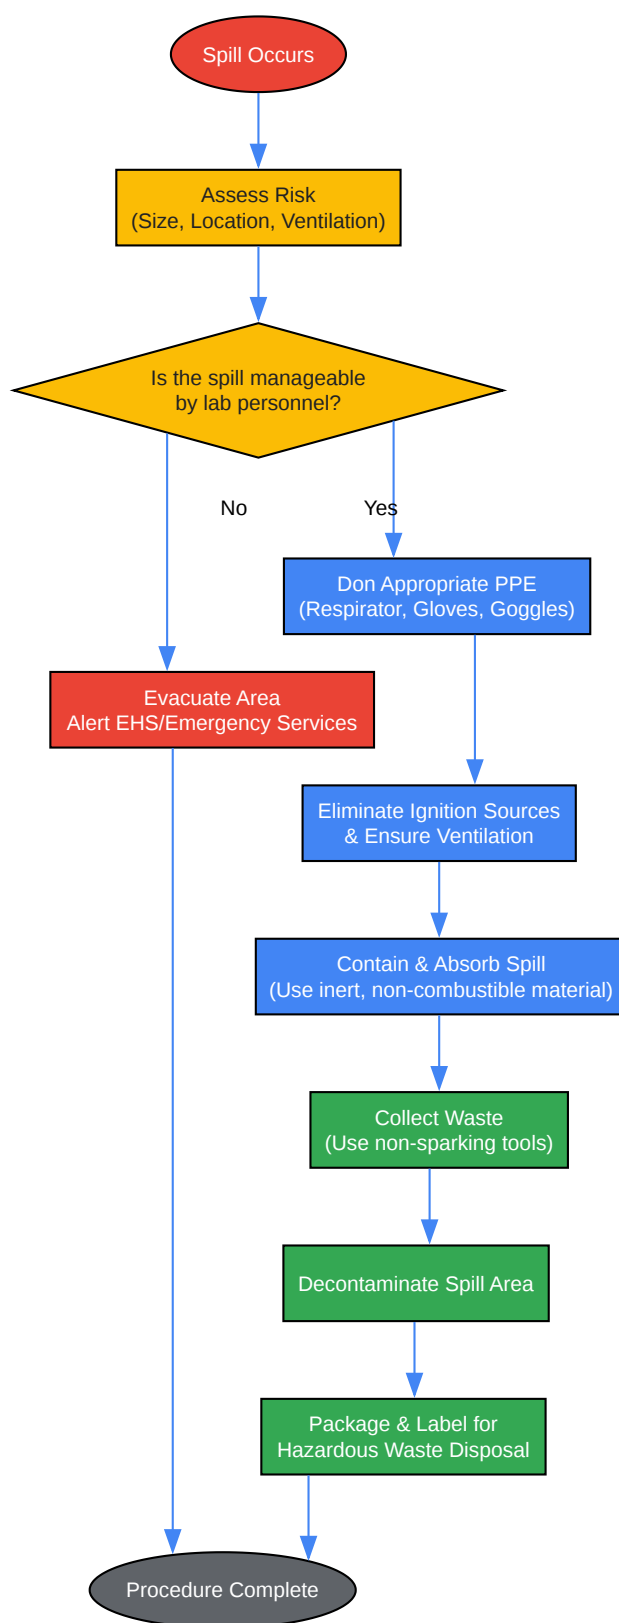 Spill Occurs
Assess Risk
(Size, Location, Ventilation)
Is the spill manageable
by lab personnel?
No
Yes
Don Appropriate PPE
(Respirator, Gloves, Goggles)
Evacuate Area
Alert EHS/Emergency Services
Eliminate Ignition Sources
& Ensure Ventilation
Contain & Absorb Spill
(Use inert, non-combustible material)
Collect Waste
(Use non-sparking tools)
Decontaminate Spill Area
Package & Label for
Hazardous Waste Disposal
Procedure Complete